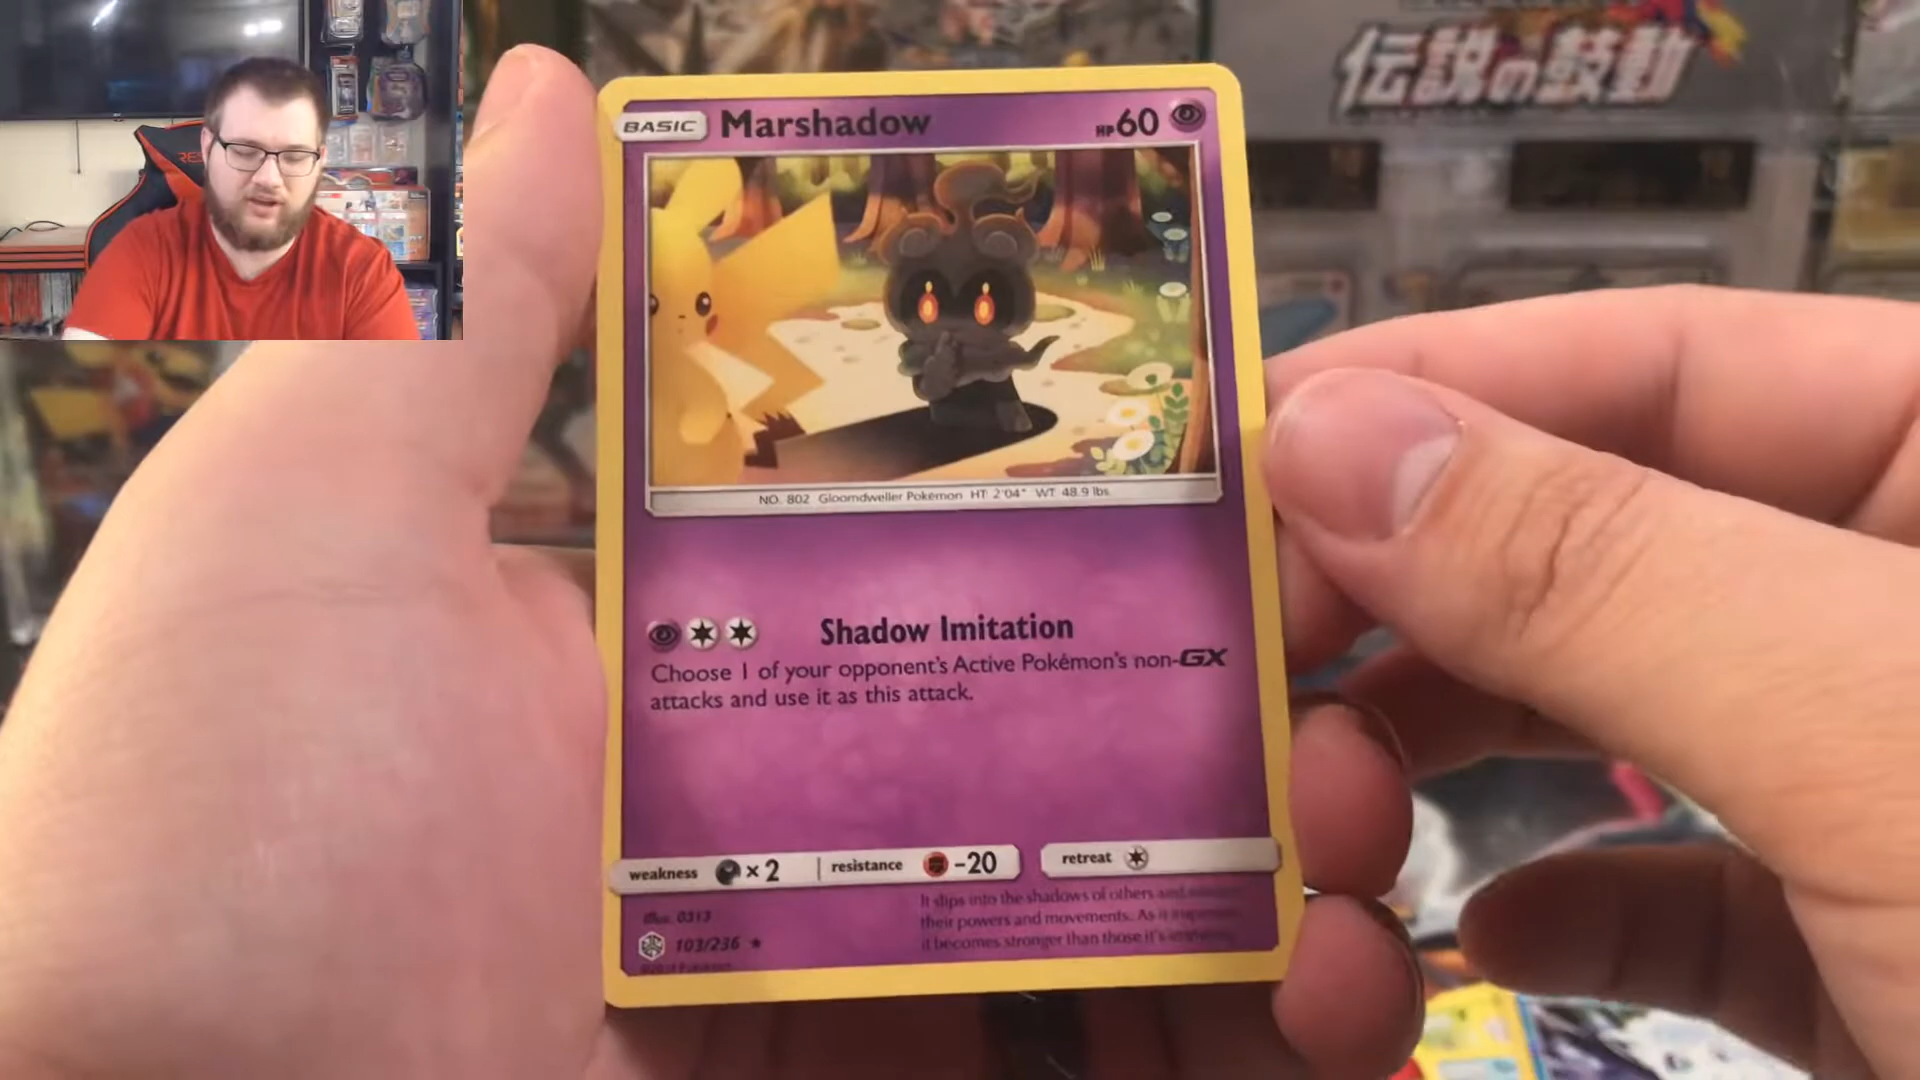 伝説の鼓動
BASIC Marshadow HP60
NO. 802 Gloomdweller Pokémon HT 2'04" WT 48.9 lbs.
Shadow Imitation
Choose 1 of your opponent's Active Pokémon's non-GX
attacks and use it as this attack.
weakness ×2 resistance -20 retreat
It slips into the shadows of others and
their powers and movements. As it
it becomes stronger than those it's
Illus. 0313
103/236